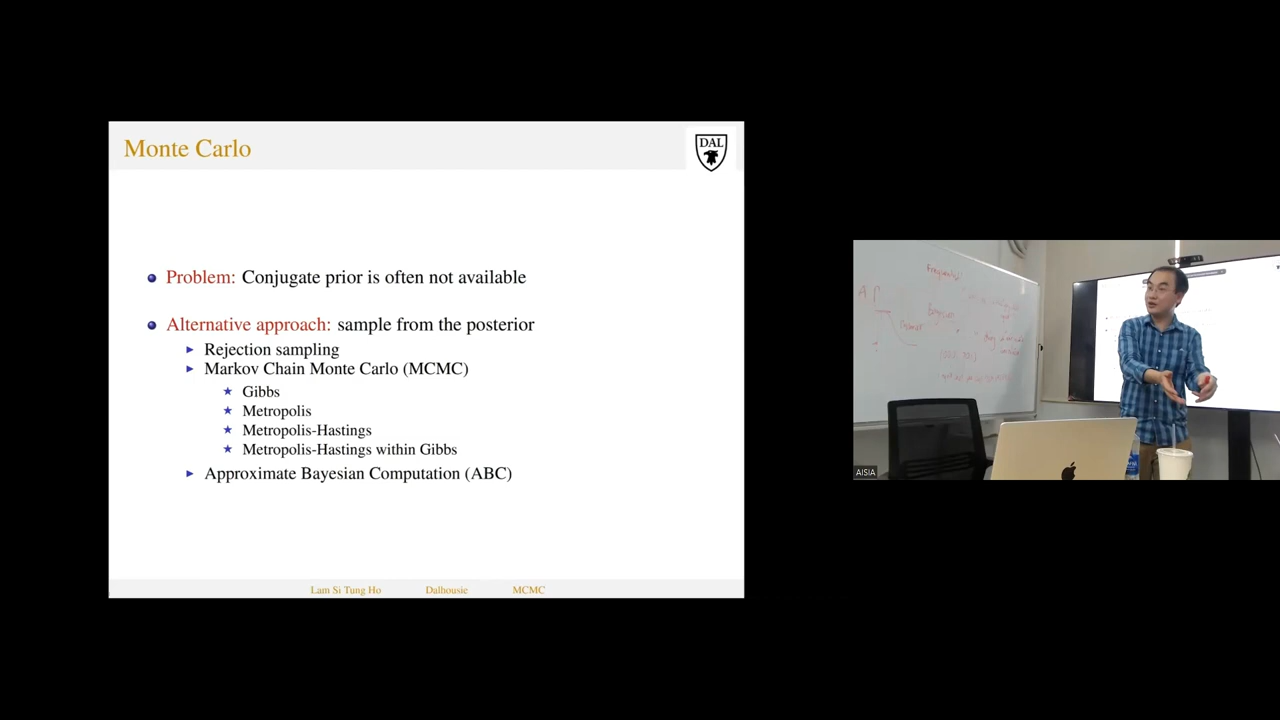 Monte Carlo
DAL
Problem: Conjugate prior is often not available
Alternative approach: sample from the posterior
Rejection sampling
Markov Chain Monte Carlo (MCMC)
Gibbs
Metropolis
Metropolis-Hastings
Metropolis-Hastings within Gibbs
Approximate Bayesian Computation (ABC)
Lam Si Tung Ho Dalhousie MCMC
Frequentist
Bayesian
AISIA